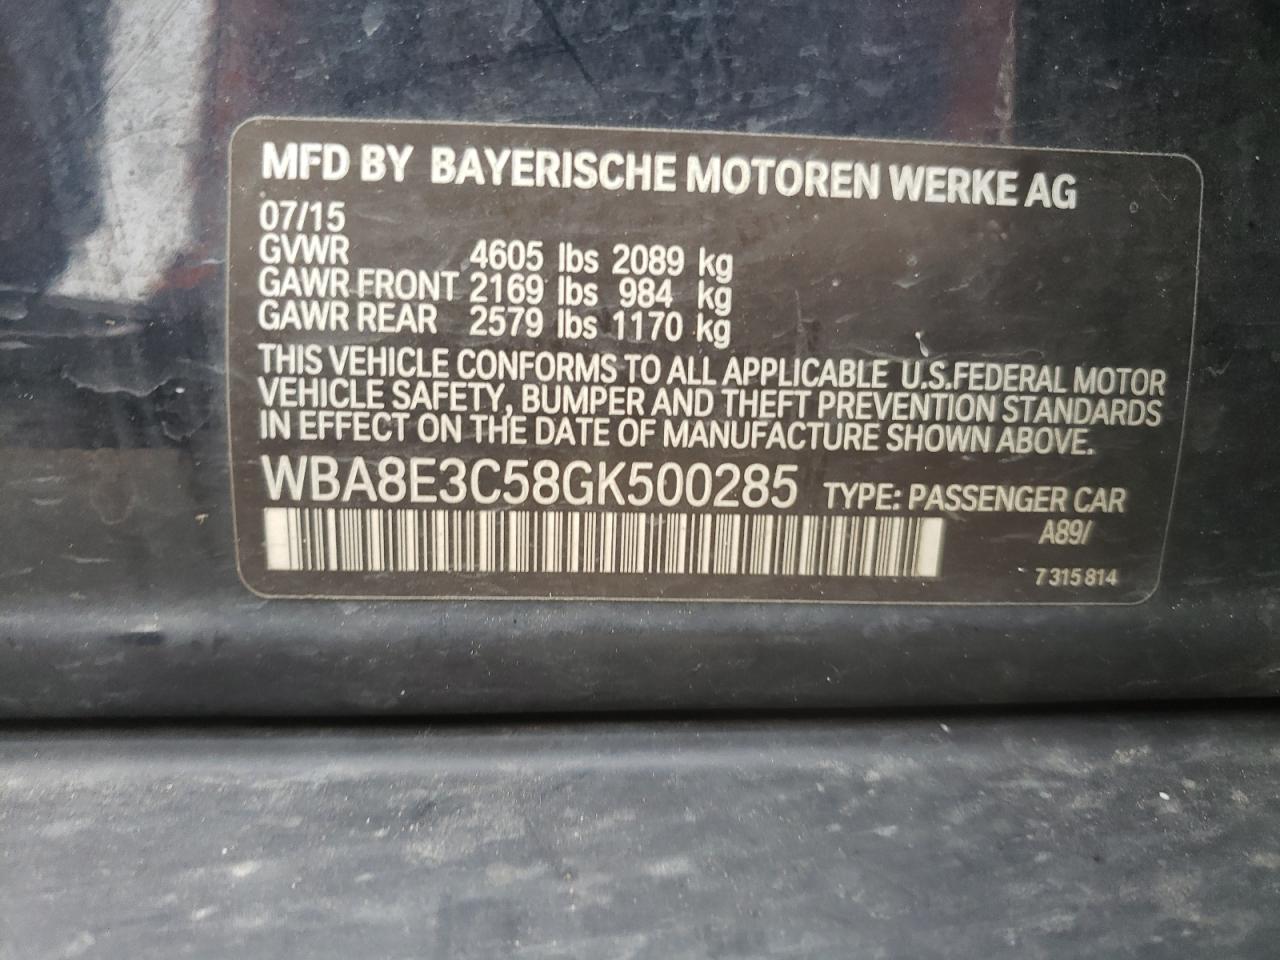 MFD BY BAYERISCHE MOTOREN WERKE AG
07/15
GVWR 4605 lbs 2089 kg
GAWR FRONT 2169 lbs 984 kg
GAWR REAR 2579 lbs 1170 kg
THIS VEHICLE CONFORMS TO ALL APPLICABLE U.S.FEDERAL MOTOR
VEHICLE SAFETY, BUMPER AND THEFT PREVENTION STANDARDS
IN EFFECT ON THE DATE OF MANUFACTURE SHOWN ABOVE.
WBA8E3C58GK500285 TYPE: PASSENGER CAR
A89/
7 315 814